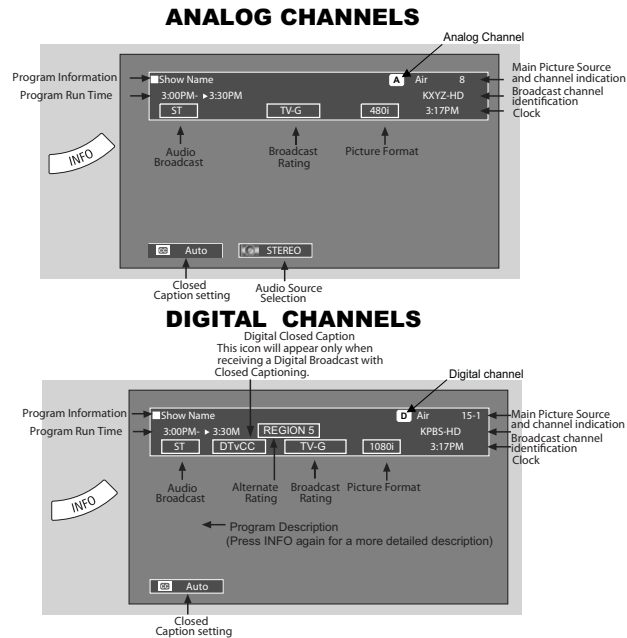 ANALOG CHANNELS
Analog Channel
Program Information
Show Name
A
Air
8
Main Picture Source
and channel indication
Program Run Time
3:00PM- ►3:30PM
KXYZ-HD
Broadcast channel
identification
ST
TV-G
480i
3:17PM
Clock
Audio
Broadcast
Broadcast
Rating
Picture Format
INFO
CC Auto
STEREO
Closed
Caption setting
Audio Source
Selection
DIGITAL CHANNELS
Digital Closed Caption
This icon will appear only when
receiving a Digital Broadcast with
Closed Captioning.
Digital channel
Program Information
Show Name
D
Air
15-1
Main Picture Source
and channel indication
Program Run Time
3:00PM- ►3:30M
REGION 5
KPBS-HD
Broadcast channel
identification
ST
DTvCC
TV-G
1080i
3:17PM
Clock
Audio
Broadcast
Alternate
Rating
Broadcast
Rating
Picture Format
INFO
Program Description
(Press INFO again for a more detailed description)
CC Auto
Closed
Caption setting